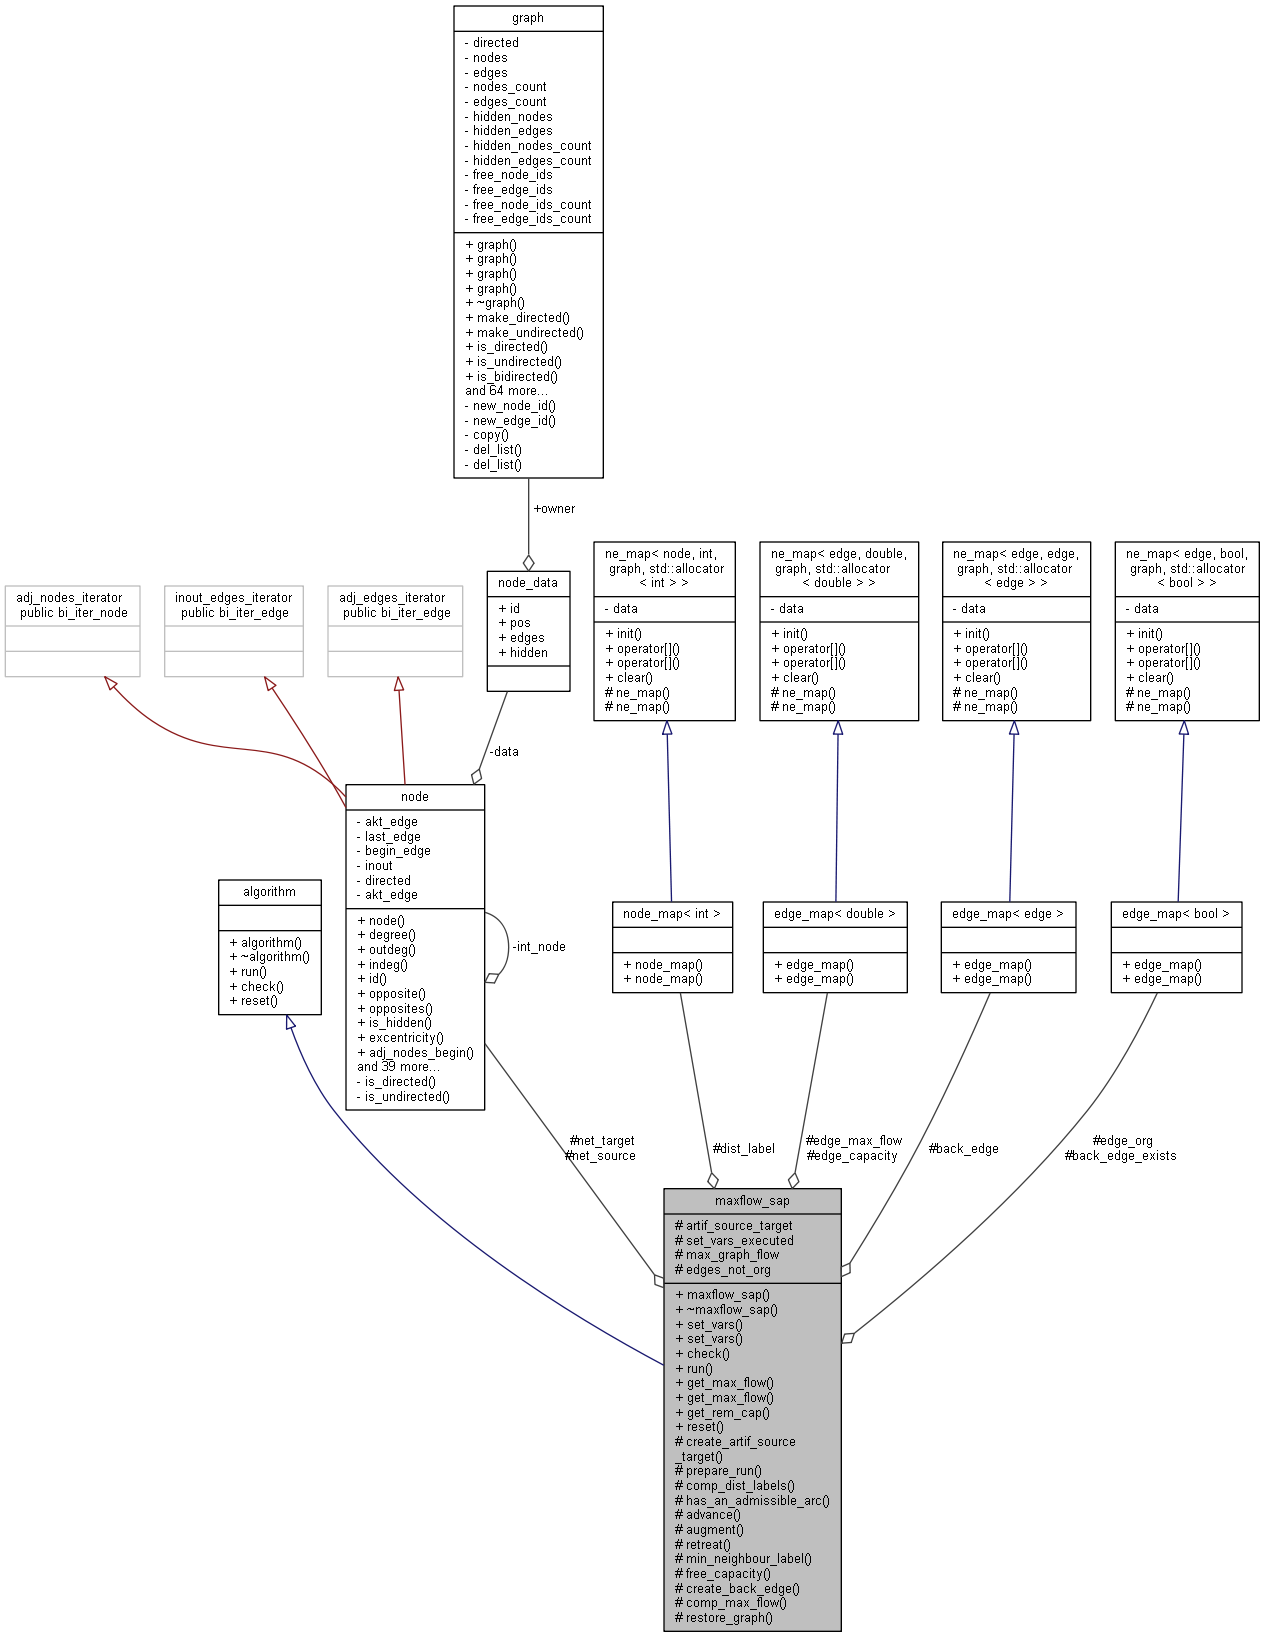 graph
- directed
- nodes
- edges
- nodes_count
- edges_count
- hidden_nodes
- hidden_edges
- hidden_nodes_count
- hidden_edges_count
- free_node_ids
- free_edge_ids
- free_node_ids_count
- free_edge_ids_count
+ graph()
+ graph()
+ graph()
+ graph()
+ ~graph()
+ make_directed()
+ make_undirected()
+ is_directed()
+ is_undirected()
+ is_bidirected()
and 64 more...
- new_node_id()
- new_edge_id()
- copy()
- del_list()
- del_list()
+owner
adj_nodes_iterator
public bi_iter_node
inout_edges_iterator
public bi_iter_edge
adj_edges_iterator
public bi_iter_edge
node_data
+ id
+ pos
+ edges
+ hidden
ne_map< node, int,
graph, std::allocator
< int > >
- data
+ init()
+ operator[]()
+ operator[]()
+ clear()
# ne_map()
# ne_map()
ne_map< edge, double,
graph, std::allocator
< double > >
- data
+ init()
+ operator[]()
+ operator[]()
+ clear()
# ne_map()
# ne_map()
ne_map< edge, edge,
graph, std::allocator
< edge > >
- data
+ init()
+ operator[]()
+ operator[]()
+ clear()
# ne_map()
# ne_map()
ne_map< edge, bool,
graph, std::allocator
< bool > >
- data
+ init()
+ operator[]()
+ operator[]()
+ clear()
# ne_map()
# ne_map()
-data
node
- akt_edge
- last_edge
- begin_edge
- inout
- directed
- akt_edge
+ node()
+ degree()
+ outdeg()
+ indeg()
+ id()
+ opposite()
+ opposites()
+ is_hidden()
+ excentricity()
+ adj_nodes_begin()
and 39 more...
- is_directed()
- is_undirected()
-int_node
algorithm
+ algorithm()
+ ~algorithm()
+ run()
+ check()
+ reset()
node_map< int >
+ node_map()
+ node_map()
edge_map< double >
+ edge_map()
+ edge_map()
edge_map< edge >
+ edge_map()
+ edge_map()
edge_map< bool >
+ edge_map()
+ edge_map()
#net_target
#net_source
#dist_label
#edge_max_flow
#edge_capacity
#back_edge
#edge_org
#back_edge_exists
maxflow_sap
# artif_source_target
# set_vars_executed
# max_graph_flow
# edges_not_org
+ maxflow_sap()
+ ~maxflow_sap()
+ set_vars()
+ set_vars()
+ check()
+ run()
+ get_max_flow()
+ get_max_flow()
+ get_rem_cap()
+ reset()
# create_artif_source
_target()
# prepare_run()
# comp_dist_labels()
# has_an_admissible_arc()
# advance()
# augment()
# retreat()
# min_neighbour_label()
# free_capacity()
# create_back_edge()
# comp_max_flow()
# restore_graph()